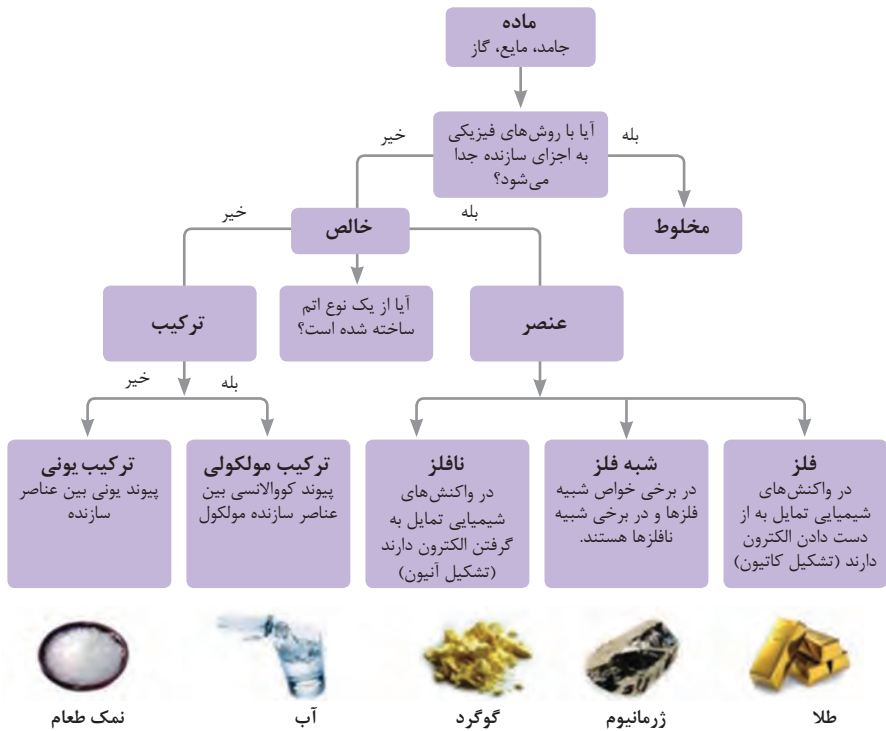 ماده
جامد، مایع، گاز
آیا با روش‌های فیزیکی
به اجزای سازنده جدا
می‌شود؟
بله
خیر
مخلوط
خالص
بله
خیر
عنصر
آیا از یک نوع اتم
ساخته شده است؟
ترکیب
بله
خیر
فلز
در واکنش‌های
شیمیایی تمایل به از
دست دادن الکترون
دارند (تشکیل کاتیون)
شبه فلز
در برخی خواص شبیه
فلزها و در برخی شبیه
نافلزها هستند.
نافلز
در واکنش‌های
شیمیایی تمایل به
گرفتن الکترون دارند
(تشکیل آنیون)
ترکیب مولکولی
پیوند کووالانسی بین
عناصر سازنده مولکول
ترکیب یونی
پیوند یونی بین عناصر
سازنده
طلا
ژرمانیوم
گوگرد
آب
نمک طعام